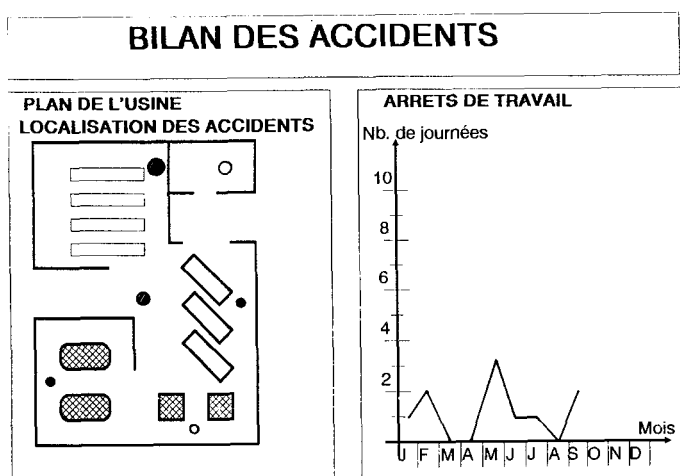 BILAN DES ACCIDENTS
PLAN DE L'USINE
LOCALISATION DES ACCIDENTS
ARRETS DE TRAVAIL
Nb. de journées
10
8
6
4
2
Mois
J F M A M J J A S O N D